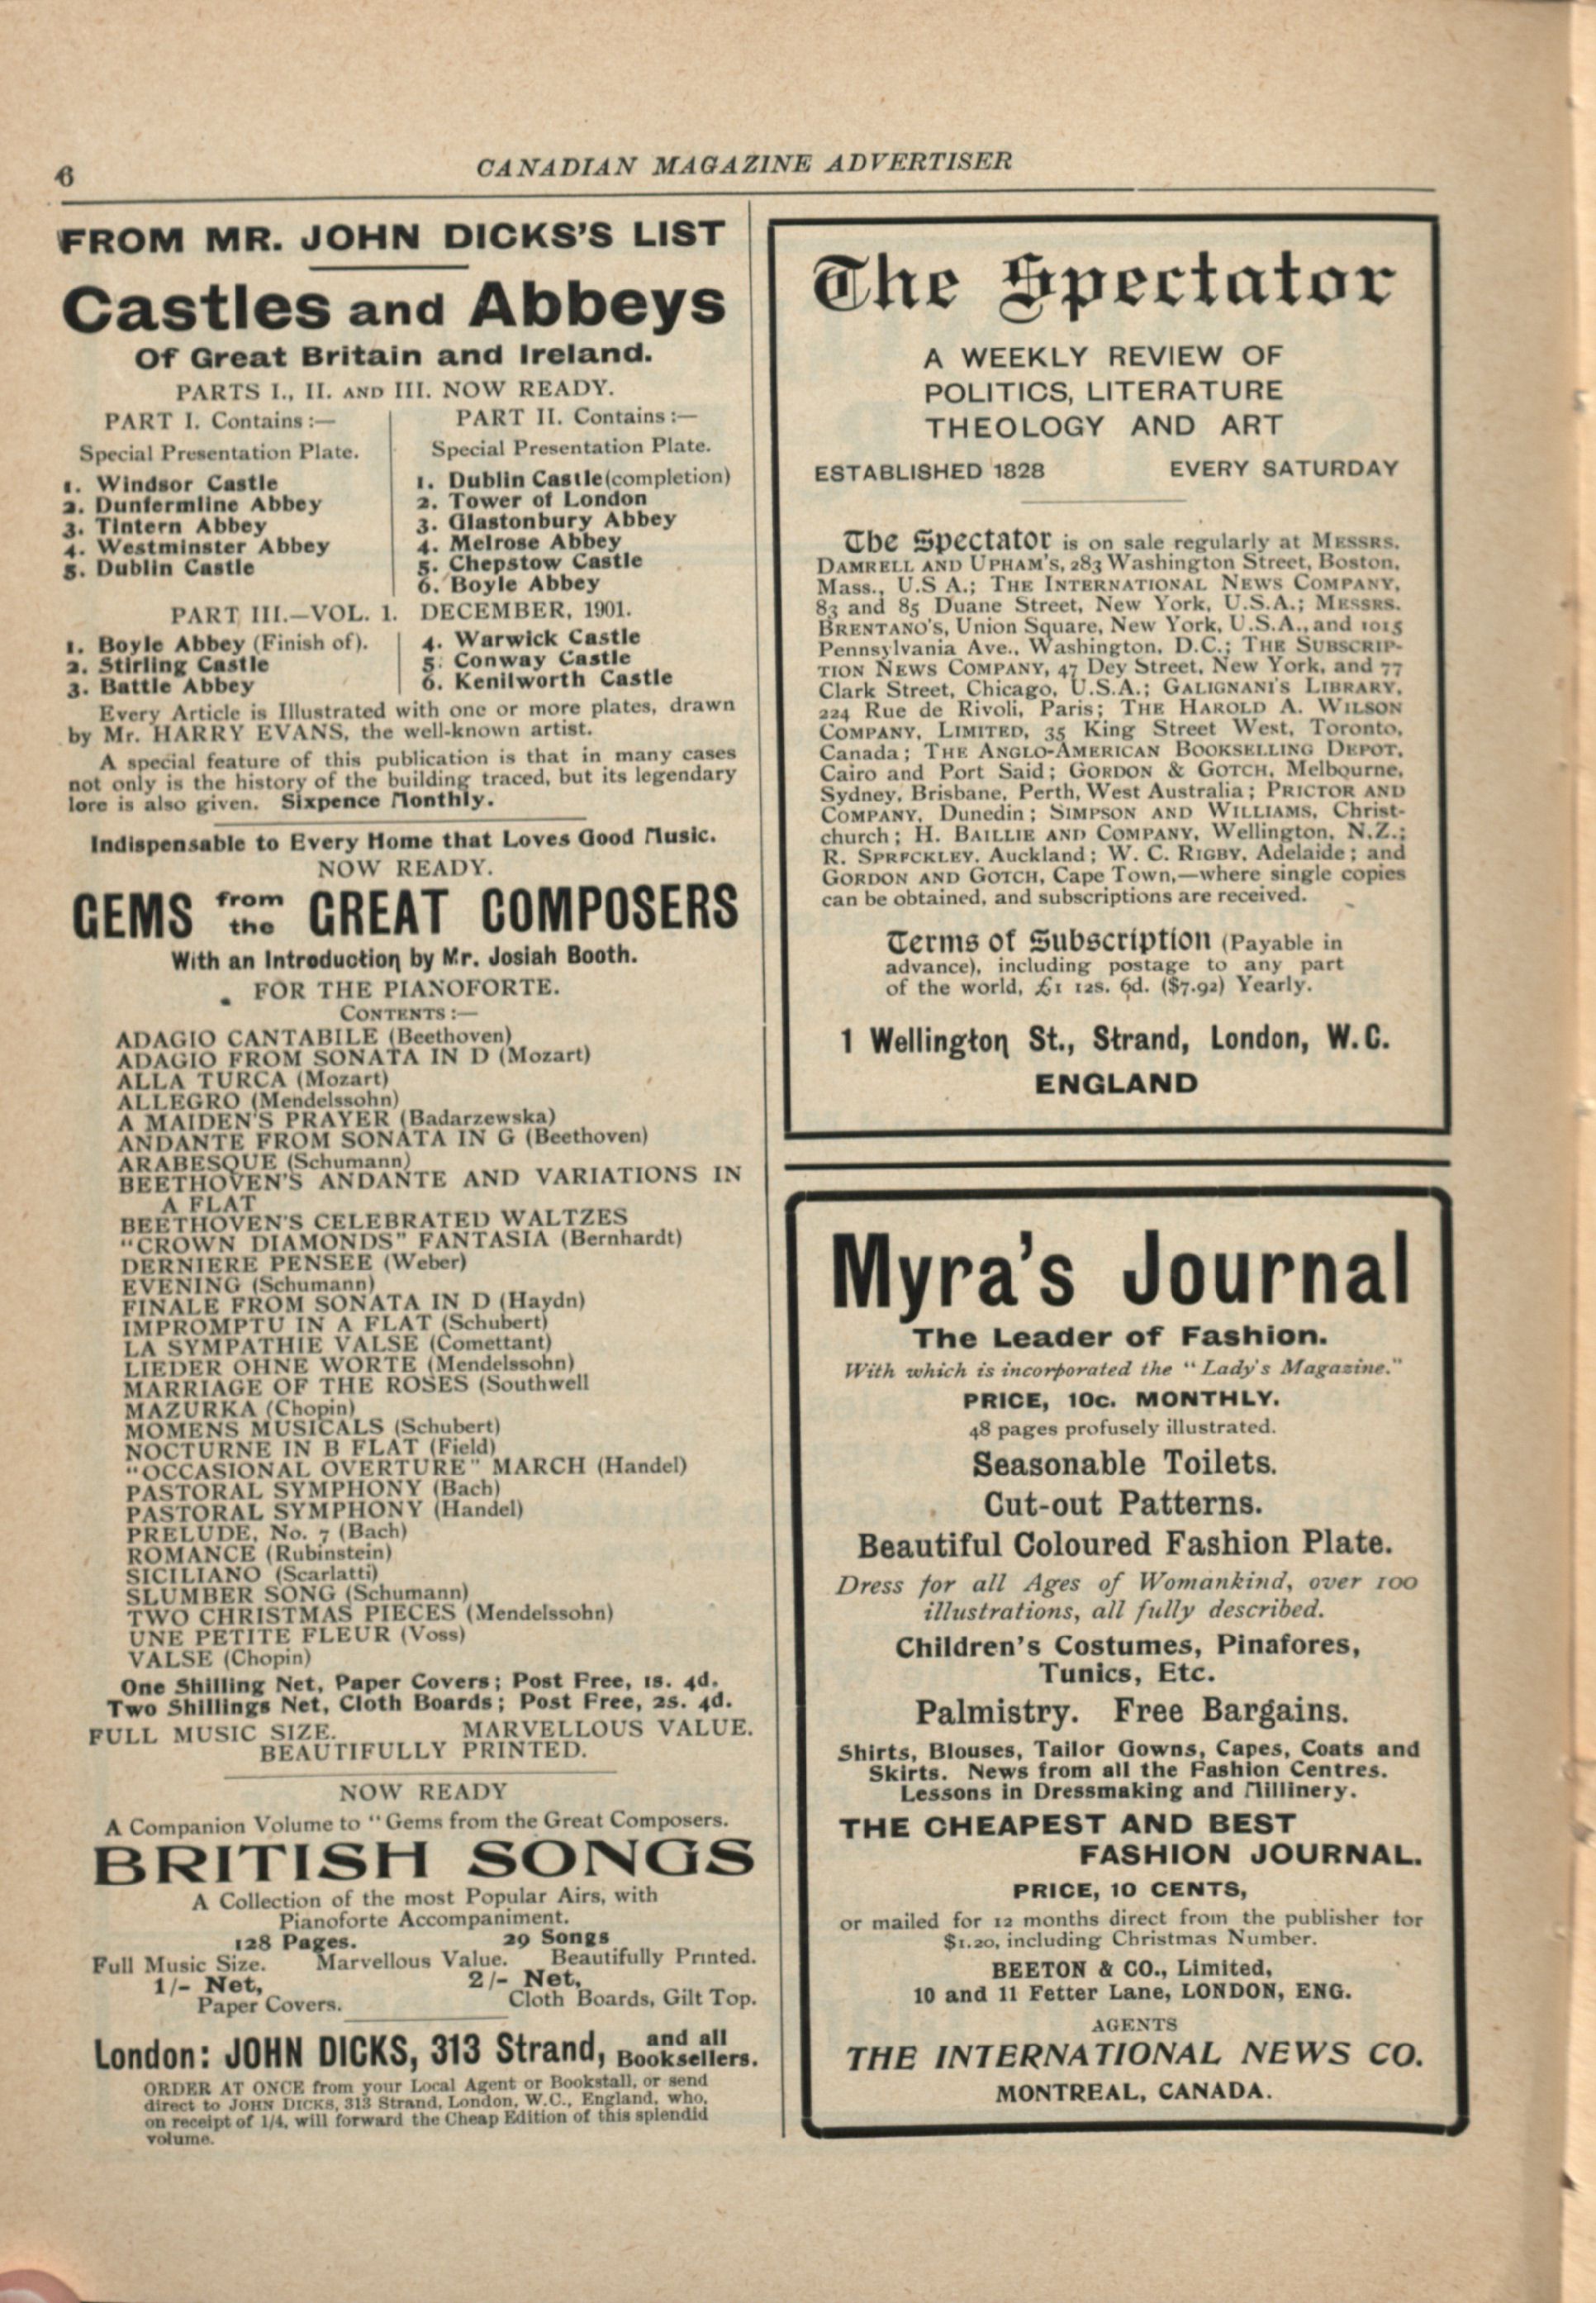 6
CANADIAN MAGAZINE ADVERTISER
FROM MR. JOHN DICKS'S LIST
Castles and Abbeys
Of Great Britain and Ireland.
PARTS I., II. AND III. NOW READY.
PART I. Contains:—
Special Presentation Plate.
1. Windsor Castle
2. Dunfermline Abbey
3. Tintern Abbey
4. Westminster Abbey
5. Dublin Castle
PART II. Contains:—
Special Presentation Plate.
1. Dublin Castle (completion)
2. Tower of London
3. Glastonbury Abbey
4. Melrose Abbey
5. Chepstow Castle
6. Boyle Abbey
PART III.—VOL. 1. DECEMBER, 1901.
1. Boyle Abbey (Finish of).
2. Stirling Castle
3. Battle Abbey
4. Warwick Castle
5. Conway Castle
6. Kenilworth Castle
Every Article is Illustrated with one or more plates, drawn
by Mr. HARRY EVANS, the well-known artist.
A special feature of this publication is that in many cases
not only is the history of the building traced, but its legendary
lore is also given. Sixpence Monthly.
Indispensable to Every Home that Loves Good Music.
NOW READY.
GEMS from the GREAT COMPOSERS
With an Introduction by Mr. Josiah Booth.
FOR THE PIANOFORTE.
CONTENTS:—
ADAGIO CANTABILE (Beethoven)
ADAGIO FROM SONATA IN D (Mozart)
ALLA TURCA (Mozart)
ALLEGRO (Mendelssohn)
A MAIDEN'S PRAYER (Badarzewska)
ANDANTE FROM SONATA IN G (Beethoven)
ARABESQUE (Schumann)
BEETHOVEN'S ANDANTE AND VARIATIONS IN
A FLAT
BEETHOVEN'S CELEBRATED WALTZES
"CROWN DIAMONDS" FANTASIA (Bernhardt)
DERNIERE PENSEE (Weber)
EVENING (Schumann)
FINALE FROM SONATA IN D (Haydn)
IMPROMPTU IN A FLAT (Schubert)
LA SYMPATHIE VALSE (Comettant)
LIEDER OHNE WORTE (Mendelssohn)
MARRIAGE OF THE ROSES (Southwell
MAZURKA (Chopin)
MOMENS MUSICALS (Schubert)
NOCTURNE IN B FLAT (Field)
"OCCASIONAL OVERTURE" MARCH (Handel)
PASTORAL SYMPHONY (Bach)
PASTORAL SYMPHONY (Handel)
PRELUDE, No. 7 (Bach)
ROMANCE (Rubinstein)
SICILIANO (Scarlatti)
SLUMBER SONG (Schumann)
TWO CHRISTMAS PIECES (Mendelssohn)
UNE PETITE FLEUR (Voss)
VALSE (Chopin)
One Shilling Net, Paper Covers; Post Free, 1s. 4d.
Two Shillings Net, Cloth Boards; Post Free, 2s. 4d.
FULL MUSIC SIZE. MARVELLOUS VALUE.
BEAUTIFULLY PRINTED.
NOW READY
A Companion Volume to "Gems from the Great Composers.
BRITISH SONGS
A Collection of the most Popular Airs, with
Pianoforte Accompaniment.
128 Pages. 29 Songs
Full Music Size. Marvellous Value. Beautifully Printed.
1/- Net, 2/- Net,
Paper Covers. Cloth Boards, Gilt Top.
London: JOHN DICKS, 313 Strand, and all Booksellers.
ORDER AT ONCE from your Local Agent or Bookstall, or send
direct to JOHN DICKS, 313 Strand, London, W.C., England, who,
on receipt of 1/4, will forward the Cheap Edition of this splendid
volume.
The Spectator
A WEEKLY REVIEW OF
POLITICS, LITERATURE
THEOLOGY AND ART
ESTABLISHED 1828 EVERY SATURDAY
The Spectator is on sale regularly at MESSRS.
DAMRELL AND UPHAM'S, 283 Washington Street, Boston,
Mass., U.S A.; THE INTERNATIONAL NEWS COMPANY,
83 and 85 Duane Street, New York, U.S.A.; MESSRS.
BRENTANO'S, Union Square, New York, U.S.A., and 1015
Pennsylvania Ave., Washington, D.C.; THE SUBSCRIP-
TION NEWS COMPANY, 47 Dey Street, New York, and 77
Clark Street, Chicago, U.S.A.; GALIGNANI'S LIBRARY,
224 Rue de Rivoli, Paris; THE HAROLD A. WILSON
COMPANY, LIMITED, 35 King Street West, Toronto,
Canada; THE ANGLO-AMERICAN BOOKSELLING DEPOT,
Cairo and Port Said; GORDON & GOTCH, Melbourne,
Sydney, Brisbane, Perth, West Australia; PRICTOR AND
COMPANY, Dunedin; SIMPSON AND WILLIAMS, Christ-
church; H. BAILLIE AND COMPANY, Wellington, N.Z.;
R. SPRECKLEY, Auckland; W. C. RIGBY, Adelaide; and
GORDON AND GOTCH, Cape Town,—where single copies
can be obtained, and subscriptions are received.
Terms of Subscription (Payable in
advance), including postage to any part
of the world, £1 12s. 6d. ($7.92) Yearly.
1 Wellington St., Strand, London, W.C.
ENGLAND
Myra's Journal
The Leader of Fashion.
With which is incorporated the "Lady's Magazine."
PRICE, 10c. MONTHLY.
48 pages profusely illustrated.
Seasonable Toilets.
Cut-out Patterns.
Beautiful Coloured Fashion Plate.
Dress for all Ages of Womankind, over 100
illustrations, all fully described.
Children's Costumes, Pinafores,
Tunics, Etc.
Palmistry. Free Bargains.
Shirts, Blouses, Tailor Gowns, Capes, Coats and
Skirts. News from all the Fashion Centres.
Lessons in Dressmaking and Millinery.
THE CHEAPEST AND BEST
FASHION JOURNAL.
PRICE, 10 CENTS,
or mailed for 12 months direct from the publisher for
$1.20, including Christmas Number.
BEETON & CO., Limited,
10 and 11 Fetter Lane, LONDON, ENG.
AGENTS
THE INTERNATIONAL NEWS CO.
MONTREAL, CANADA.